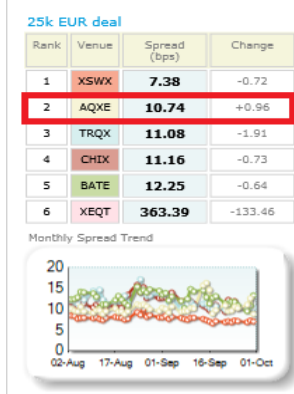 25k EUR deal
Rank Venue Spread (bps) Change
1 XSWX 7.38 -0.72
2 AQXE 10.74 +0.96
3 TRQX 11.08 -1.91
4 CHIX 11.16 -0.73
5 BATE 12.25 -0.64
6 XEQT 363.39 -133.46
Monthly Spread Trend
20
15
10
5
0
02-Aug 17-Aug 01-Sep 16-Sep 01-Oct